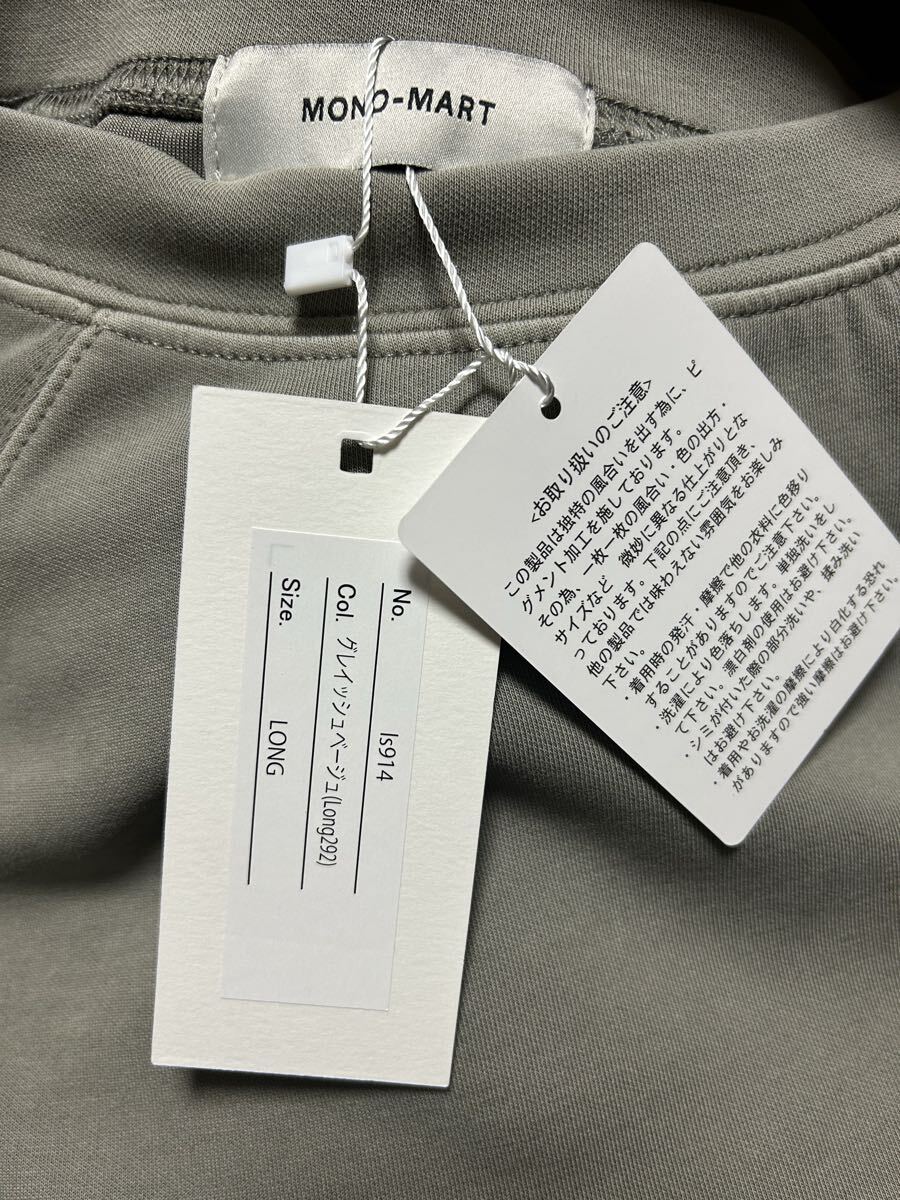 MONO-MART
No. ls914
Col. グレイッシュベージュ(Long292)
Size. LONG
<お取り扱いのご注意>
この製品は独特の風合いを出す為に、ピ
グメント加工を施しております。
その為、一枚一枚の風合い・色の出方・
サイズなど 微妙に異なる仕上がりとな
っております。下記の点にご注意頂き、
他の製品では味わえない雰囲気をお楽しみ
下さい。
・着用時の発汗・摩擦で他の衣料に色移り
することがありますのでご注意下さい。
・洗濯により色落ちします。単独洗いをし
て下さい。漂白剤の使用はお避け下さい。
・シミが付いた際の部分洗いや、揉み洗い
はお避け下さい。
・着用やお洗濯の摩擦により白化する恐れ
がありますので強い摩擦はお避け下さい。